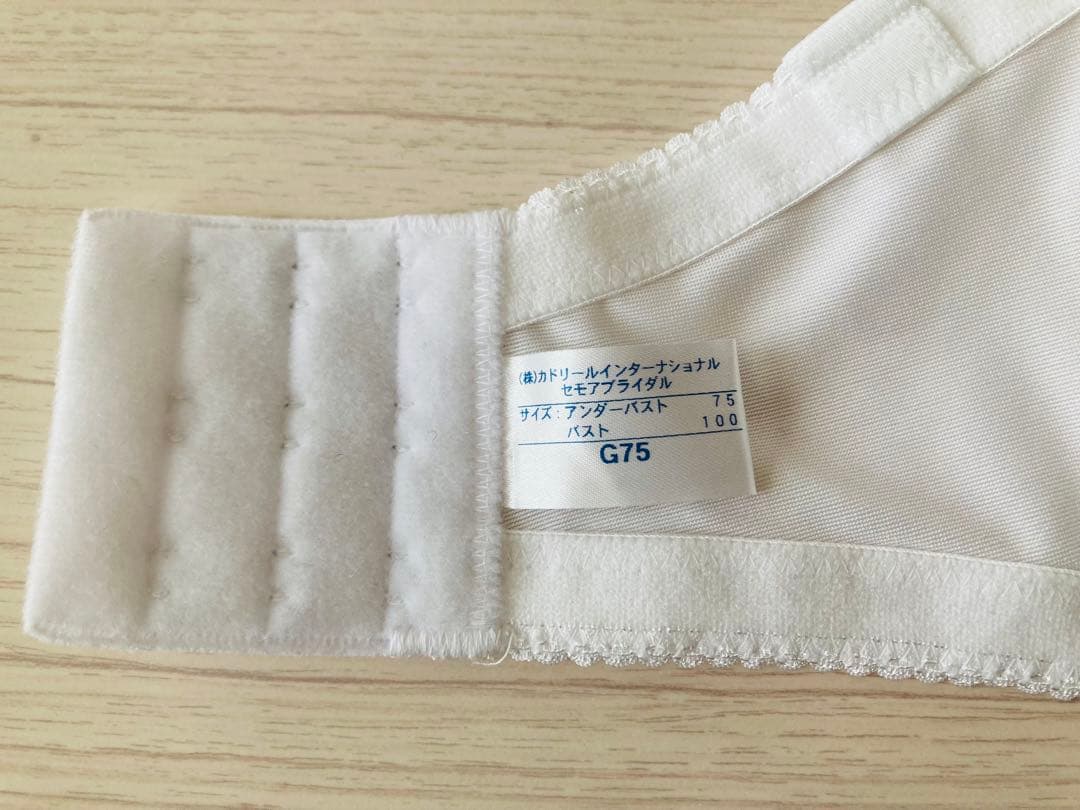 (株)カドリールインターナショナル
セモアブライダル
サイズ:アンダーバスト 75
バスト 100
G75